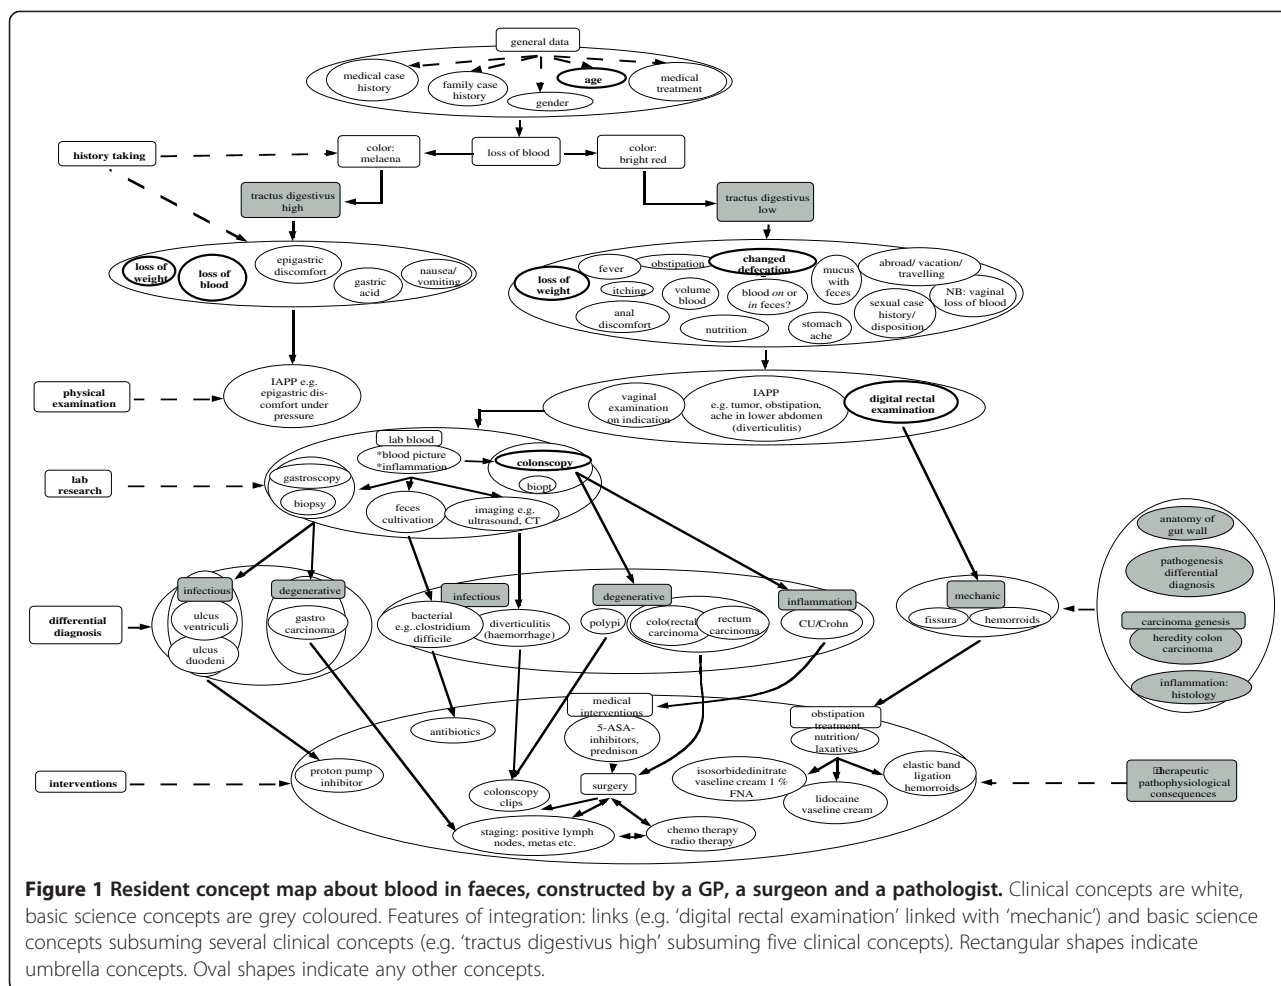 general data
medical case
history
family case
history
age
gender
medical
treatment
history taking
color:
melaena
loss of blood
color:
bright red
tractus digestivus
high
tractus digestivus
low
loss of
weight
loss of
blood
epigastric
discomfort
gastric
acid
nausea/
vomiting
loss of
weight
fever
obstipation
changed
defecation
mucus
with
feces
abroad/ vacation/
travelling
itching
volume
blood
blood on or
in feces?
NB: vaginal
loss of blood
anal
discomfort
nutrition
stomach
ache
sexual case
history/
disposition
physical
examination
IAPP e.g.
epigastric dis-
comfort under
pressure
vaginal
examination
on indication
IAPP
e.g. tumor, obstipation,
ache in lower abdomen
(diverticulitis)
digital rectal
examination
lab
research
lab blood
*blood picture
*inflammation
colonscopy
biopt
gastroscopy
biopsy
feces
cultivation
imaging e.g.
ultrasound, CT
anatomy of
gut wall
pathogenesis
differential
diagnosis
carcinoma genesis
heredity colon
carcinoma
inflammation:
histology
differential
diagnosis
infectious
ulcus
ventriculi
ulcus
duodeni
degenerative
gastro
carcinoma
infectious
bacterial
e.g..clostridium
difficile
diverticulitis
(haemorrhage)
degenerative
polypi
colo(rectal
carcinoma
rectum
carcinoma
inflammation
CU/Crohn
mechanic
fissura
hemorroids
interventions
proton pump
inhibitor
antibiotics
medical
interventions
5-ASA-
inhibitors,
prednison
surgery
colonscopy
clips
staging: positive lymph
nodes, metas etc.
chemo therapy
radio therapy
obstipation
treatment
nutrition/
laxatives
isosorbidedinitrate
vaseline cream 1 %
FNA
lidocaine
vaseline cream
elastic band
ligation
hemorroids
therapeutic
pathophysiological
consequences
Figure 1 Resident concept map about blood in faeces, constructed by a GP, a surgeon and a pathologist. Clinical concepts are white,
basic science concepts are grey coloured. Features of integration: links (e.g. ‘digital rectal examination’ linked with ‘mechanic’) and basic science
concepts subsuming several clinical concepts (e.g. ‘tractus digestivus high’ subsuming five clinical concepts). Rectangular shapes indicate
umbrella concepts. Oval shapes indicate any other concepts.